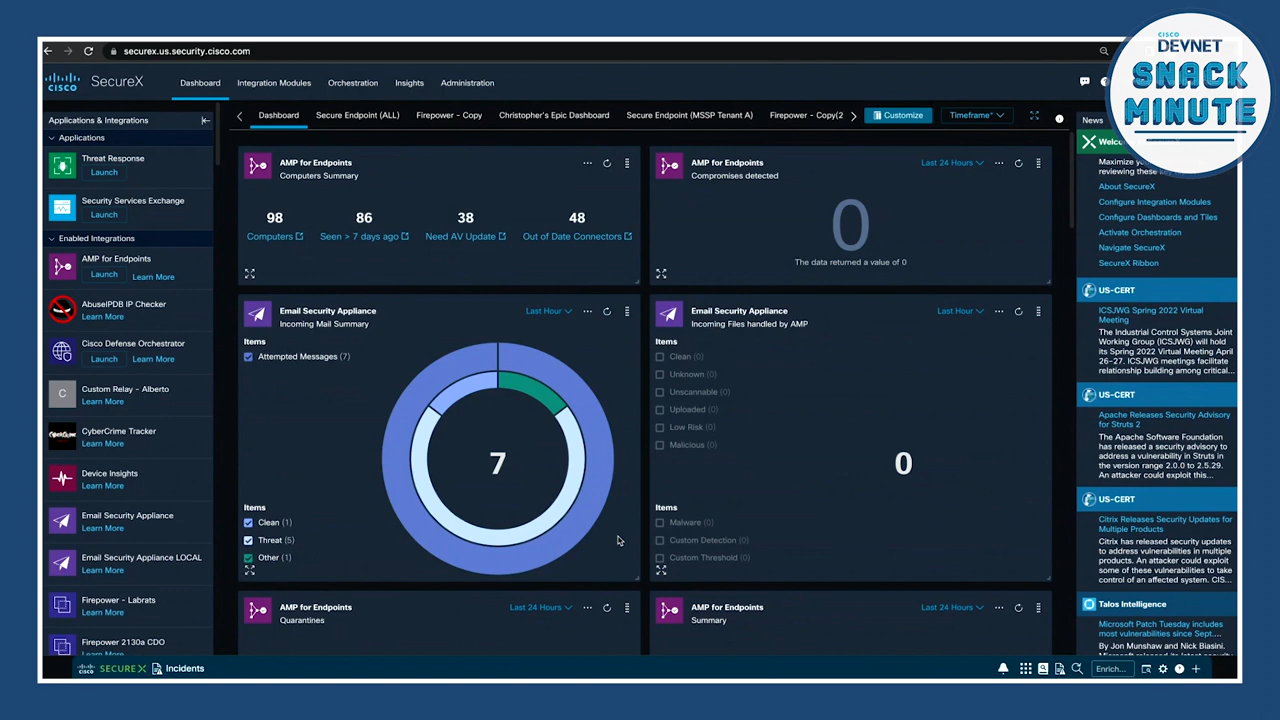 securex.us.security.cisco.com
CISCO
DEVNET
SNACK
MINUTE
CISCO
SecureX
Dashboard
Integration Modules
Orchestration
Insights
Administration
Applications & Integrations
Applications
Threat Response
Launch
Security Services Exchange
Launch
Enabled Integrations
AMP for Endpoints
Launch
Learn More
AbuseIPDB IP Checker
Learn More
Cisco Defense Orchestrator
Launch
Learn More
C
Custom Relay - Alberto
Learn More
CyberCrime Tracker
Learn More
Device Insights
Learn More
Email Security Appliance
Learn More
Email Security Appliance LOCAL
Learn More
Firepower - Labrats
Learn More
Firepower 2130a CDO
Learn More
Dashboard
Secure Endpoint (ALL)
Firepower - Copy
Christopher's Epic Dashboard
Secure Endpoint (MSSP Tenant A)
Firepower - Copy(2
Customize
Timeframe*
AMP for Endpoints
Computers Summary
98
86
38
48
Computers
Seen > 7 days ago
Need AV Update
Out of Date Connectors
AMP for Endpoints
Last 24 Hours
Compromises detected
0
The data returned a value of 0
Email Security Appliance
Last Hour
Incoming Mail Summary
Items
Attempted Messages (7)
7
Items
Clean (1)
Threat (5)
Other (1)
Email Security Appliance
Last Hour
Incoming Files handled by AMP
Items
Clean (0)
Unknown (0)
Unscannable (0)
Uploaded (0)
Low Risk (0)
Malicious (0)
0
Items
Malware (0)
Custom Detection (0)
Custom Threshold (0)
AMP for Endpoints
Last 24 Hours
Quarantines
AMP for Endpoints
Last 24 Hours
Summary
News
Maximize
reviewing these
About SecureX
Configure Integration Modules
Configure Dashboards and Tiles
Activate Orchestration
Navigate SecureX
SecureX Ribbon
US-CERT
ICSJWG Spring 2022 Virtual
Meeting
The Industrial Control Systems Joint
Working Group (ICSJWG) will hold
its Spring 2022 Virtual Meeting April
26–27. ICSJWG meetings facilitate
relationship building among critical...
US-CERT
Apache Releases Security Advisory
for Struts 2
The Apache Software Foundation
has released a security advisory to
address a vulnerability in Struts in
the version range 2.0.0 to 2.5.29.
An attacker could exploit this...
US-CERT
Citrix Releases Security Updates for
Multiple Products
Citrix has released security updates
to address vulnerabilities in multiple
products. An attacker could exploit
some of these vulnerabilities to take
control of an affected system. CIS...
Talos Intelligence
Microsoft Patch Tuesday includes
most vulnerabilities since Sept....
By Jon Munshaw and Nick Biasini.
CISCO
SECUREX
Incidents
Enrich...